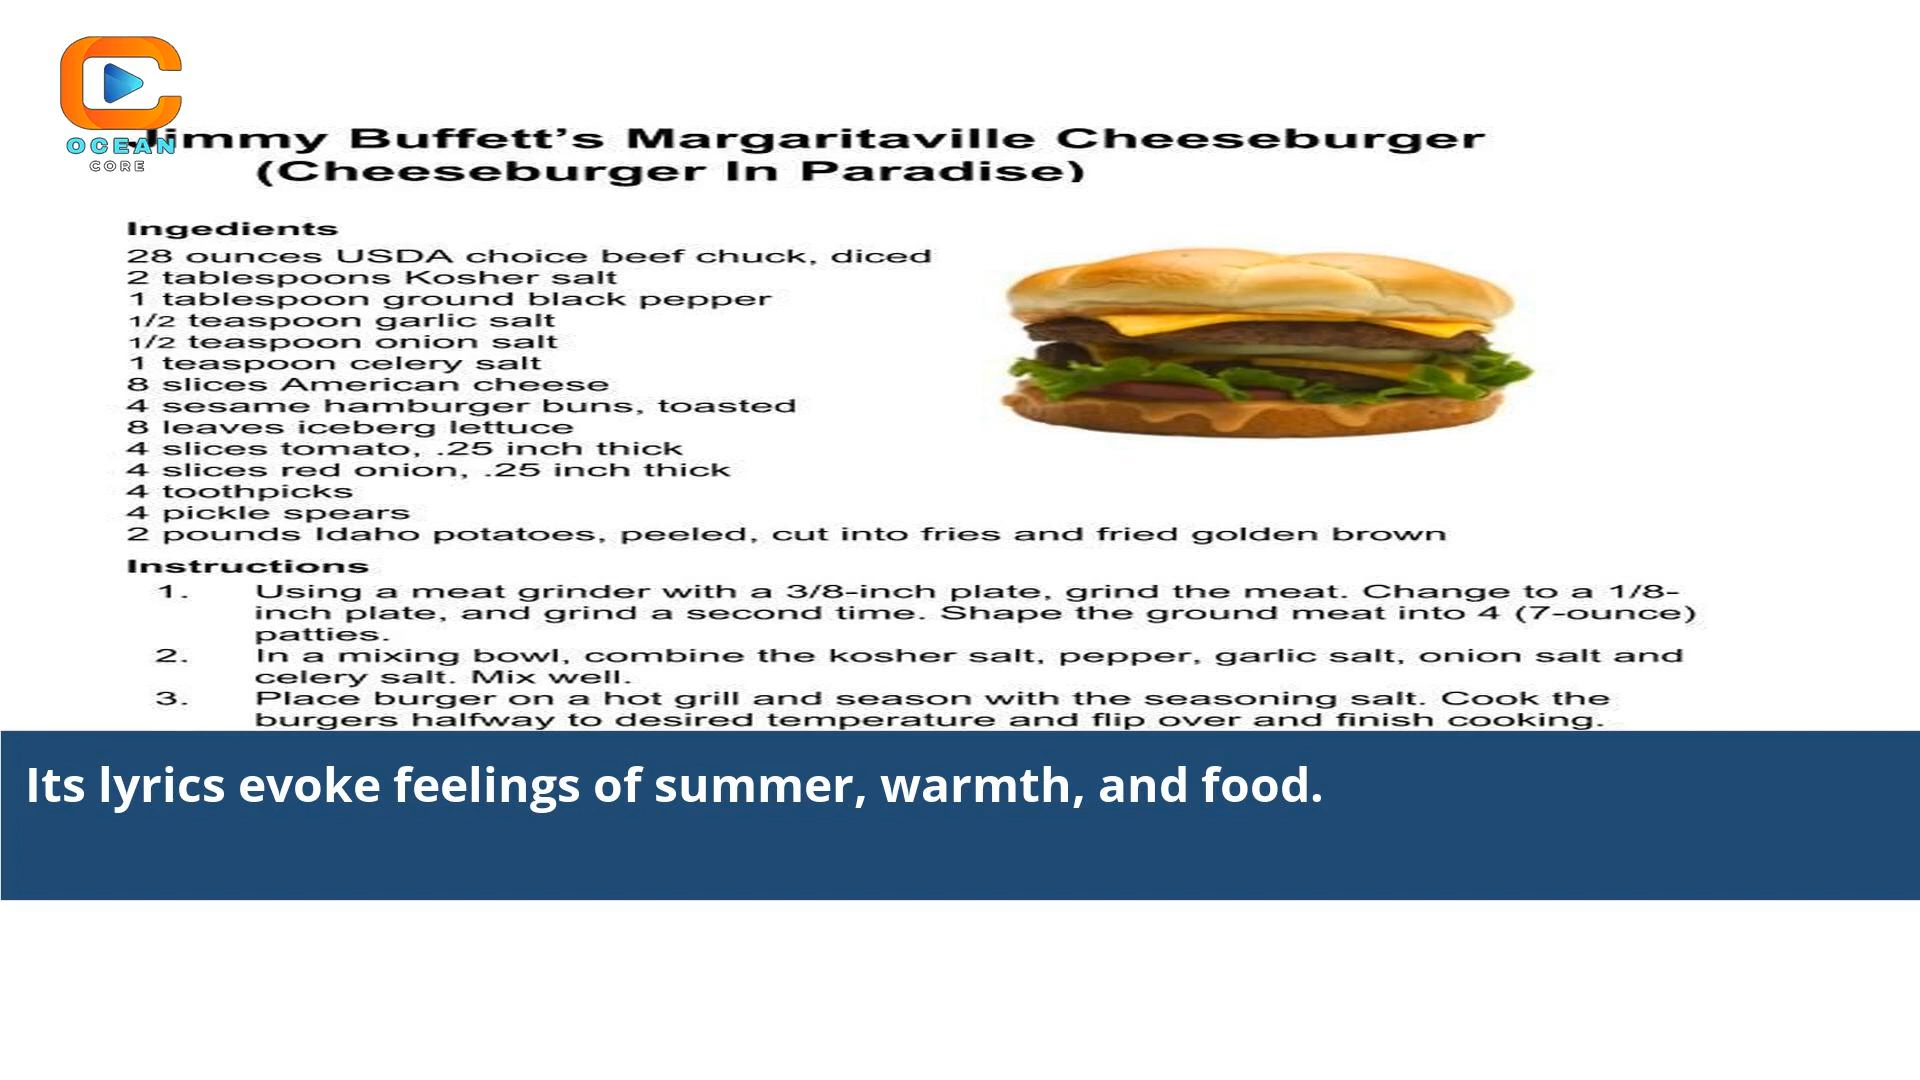 OCEAN
CORE
Jimmy Buffett’s Margaritaville Cheeseburger
(Cheeseburger In Paradise)
Ingedients
28 ounces USDA choice beef chuck, diced
2 tablespoons Kosher salt
1 tablespoon ground black pepper
1/2 teaspoon garlic salt
1/2 teaspoon onion salt
1 teaspoon celery salt
8 slices American cheese
4 sesame hamburger buns, toasted
8 leaves iceberg lettuce
4 slices tomato, .25 inch thick
4 slices red onion, .25 inch thick
4 toothpicks
4 pickle spears
2 pounds Idaho potatoes, peeled, cut into fries and fried golden brown
Instructions
1. Using a meat grinder with a 3/8-inch plate, grind the meat. Change to a 1/8-
inch plate, and grind a second time. Shape the ground meat into 4 (7-ounce)
patties.
2. In a mixing bowl, combine the kosher salt, pepper, garlic salt, onion salt and
celery salt. Mix well.
3. Place burger on a hot grill and season with the seasoning salt. Cook the
burgers halfway to desired temperature and flip over and finish cooking.
Its lyrics evoke feelings of summer, warmth, and food.